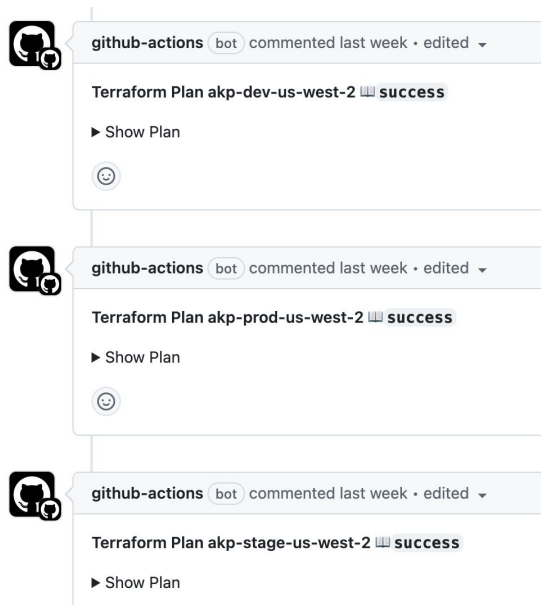 github-actions bot commented last week • edited
Terraform Plan akp-dev-us-west-2 📖 success
Show Plan
github-actions bot commented last week • edited
Terraform Plan akp-prod-us-west-2 📖 success
Show Plan
github-actions bot commented last week • edited
Terraform Plan akp-stage-us-west-2 📖 success
Show Plan